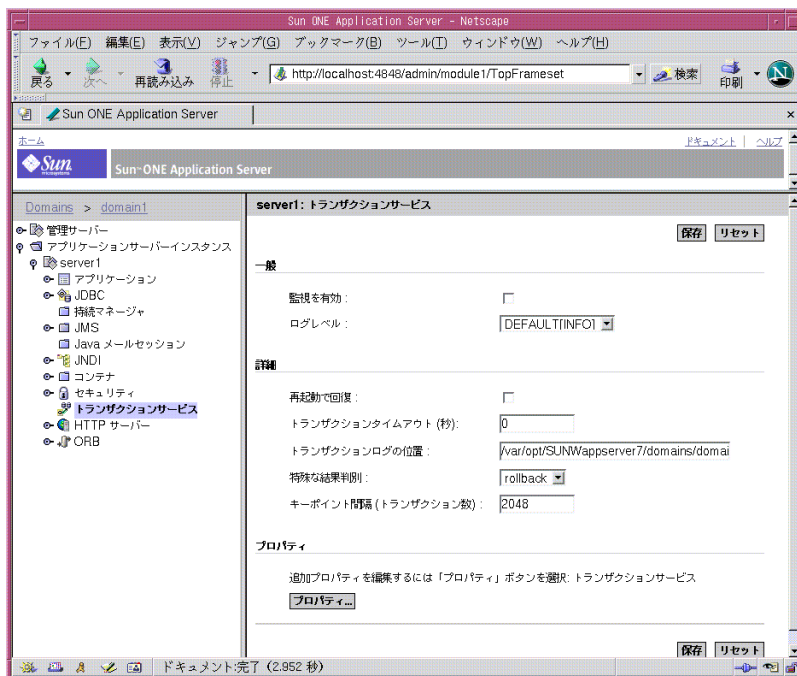 Sun ONE Application Server - Netscape
ファイル(F) 編集(E) 表示(V) ジャンプ(G) ブックマーク(B) ツール(T) ウィンドウ(W) ヘルプ(H)
戻る 次へ 再読み込み 停止 http://localhost:4848/admin/module1/TopFrameset 検索 印刷 N
Sun ONE Application Server
ホーム ドキュメント | ヘルプ
Sun microsystems Sun ONE Application Server
Domains > domain1
管理サーバー
アプリケーションサーバーインスタンス
server1
アプリケーション
JDBC
持続マネージャ
JMS
Java メールセッション
JNDI
コンテナ
セキュリティ
トランザクションサービス
HTTP サーバー
ORB
server1: トランザクションサービス
保存 リセット
一般
監視を有効 :
ログレベル : DEFAULT[INFO]
詳細
再起動で回復 :
トランザクションタイムアウト (秒): 0
トランザクションログの位置 : /var/opt/SUNWappserver7/domains/domai
特殊な結果判別 : rollback
キーポイント間隔 (トランザクション数) : 2048
プロパティ
追加プロパティを編集するには「プロパティ」ボタンを選択: トランザクションサービス
プロパティ...
保存 リセット
ドキュメント:完了 (2.952 秒)